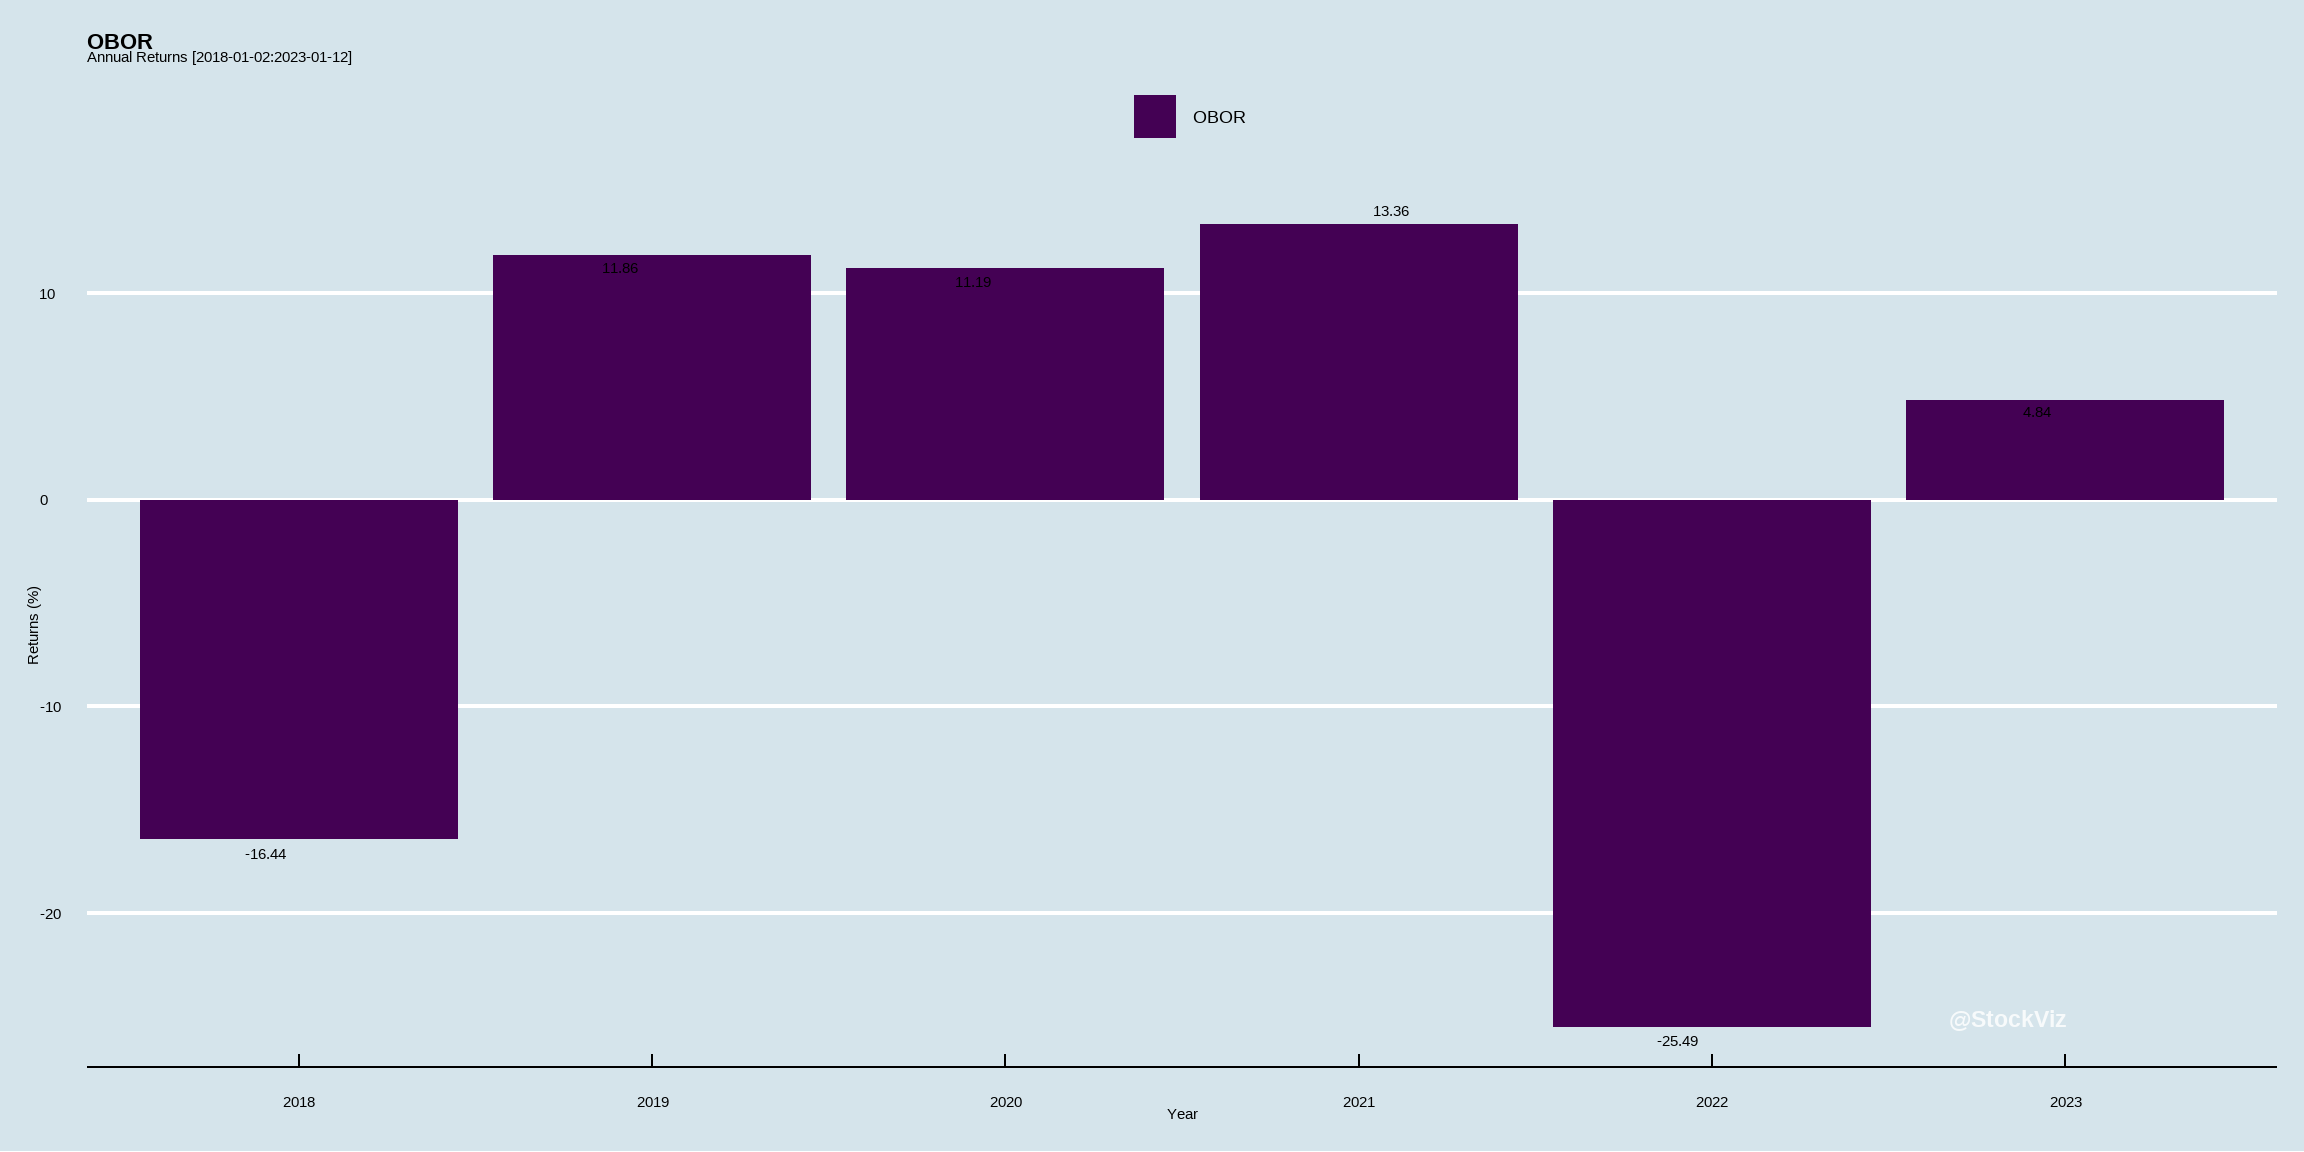 OBOR
Annual Returns [2018-01-02:2023-01-12]
OBOR
13.36
11.86
11.19
10
4.84
0
Returns (%)
-10
-16.44
-20
@StockViz
-25.49
2018 2019 2020 2021 2022 2023
Year